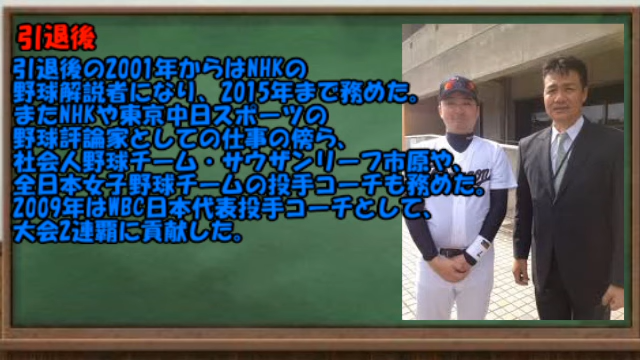 引退後
引退後の2001年からはNHKの
野球解説者になり、2015年まで務めた。
またNHKや東京中日スポーツの
野球評論家としての仕事の傍ら、
社会人野球チーム・サウザンリーフ市原や、
全日本女子野球チームの投手コーチも務めた。
2009年はWBC日本代表投手コーチとして、
大会2連覇に貢献した。